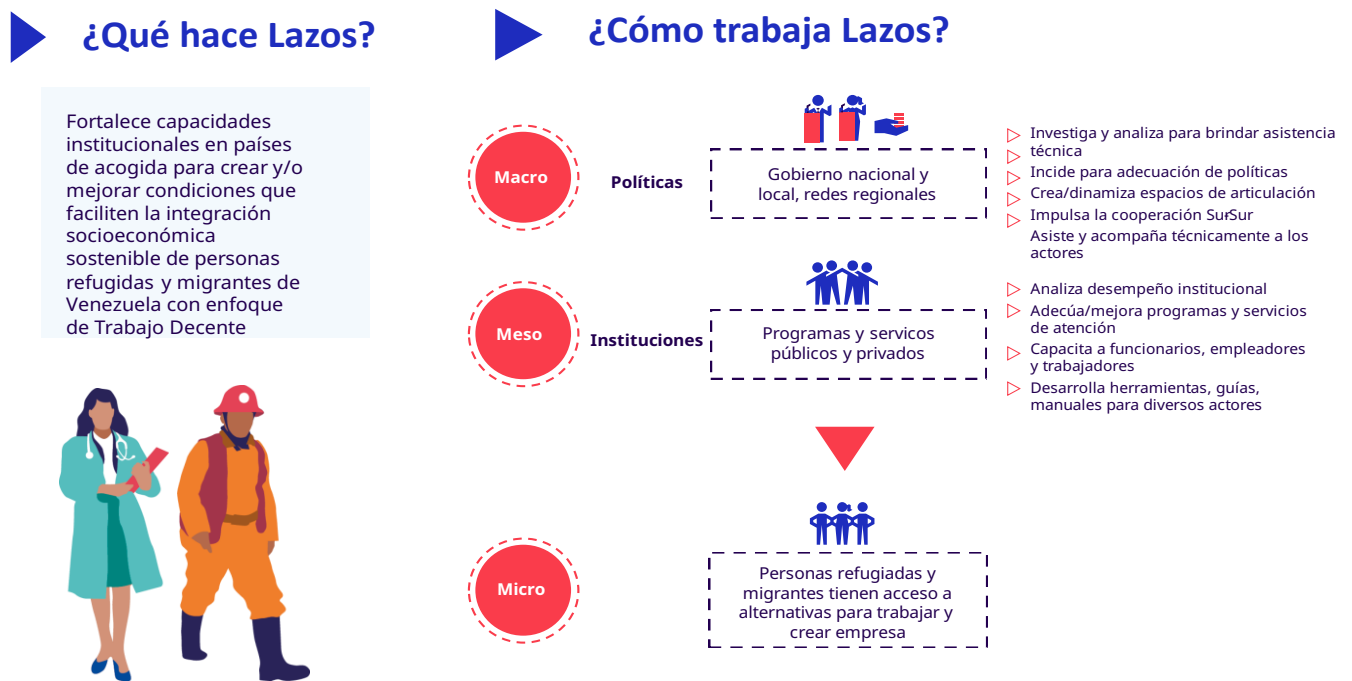 ¿Qué hace Lazos?
Fortalece capacidades
institucionales en países
de acogida para crear y/o
mejorar condiciones que
faciliten la integración
socioeconómica
sostenible de personas
refugidas y migrantes de
Venezuela con enfoque
de Trabajo Decente
¿Cómo trabaja Lazos?
Macro
Políticas
Gobierno nacional y
local, redes regionales
Investiga y analiza para brindar asistencia
técnica
Incide para adecuación de políticas
Crea/dinamiza espacios de articulación
Impulsa la cooperación Sur-Sur
Asiste y acompaña técnicamente a los
actores
Meso
Instituciones
Programas y servicos
públicos y privados
Analiza desempeño institucional
Adecúa/mejora programas y servicios
de atención
Capacita a funcionarios, empleadores
y trabajadores
Desarrolla herramientas, guías,
manuales para diversos actores
Micro
Personas refugiadas y
migrantes tienen acceso a
alternativas para trabajar y
crear empresa